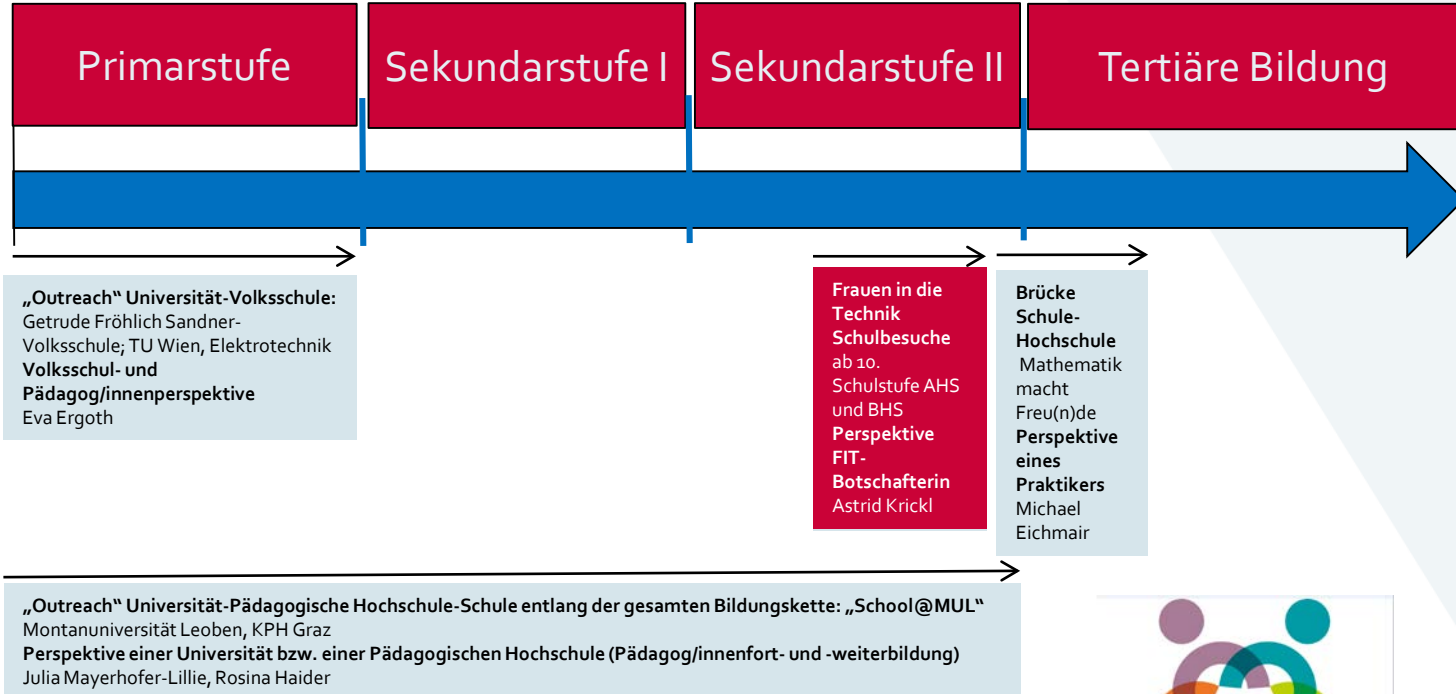 Primarstufe
Sekundarstufe I
Sekundarstufe II
Tertiäre Bildung
„Outreach“ Universität-Volksschule:
Getrude Fröhlich Sandner-
Volksschule; TU Wien, Elektrotechnik
Volksschul- und
Pädagog/innenperspektive
Eva Ergoth
Frauen in die
Technik
Schulbesuche
ab 10.
Schulstufe AHS
und BHS
Perspektive
FIT-
Botschafterin
Astrid Krickl
Brücke
Schule-
Hochschule
Mathematik
macht
Freu(n)de
Perspektive
eines
Praktikers
Michael
Eichmair
„Outreach“ Universität-Pädagogische Hochschule-Schule entlang der gesamten Bildungskette: „School@MUL“
Montanuniversität Leoben, KPH Graz
Perspektive einer Universität bzw. einer Pädagogischen Hochschule (Pädagog/innenfort- und -weiterbildung)
Julia Mayerhofer-Lillie, Rosina Haider